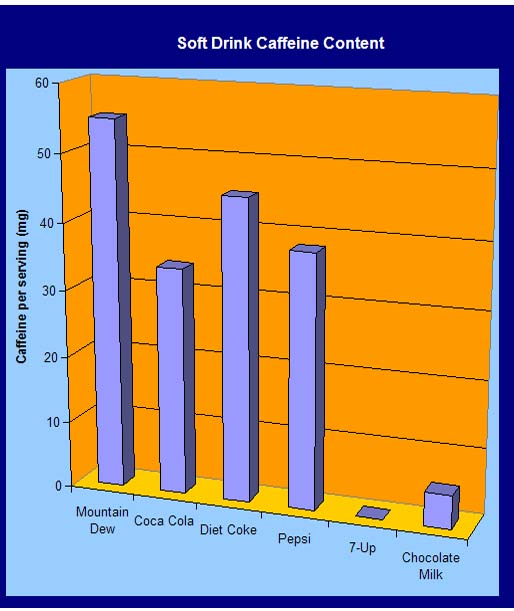 Soft Drink Caffeine Content
Caffeine per serving (mg)
60
50
40
30
20
10
0
Mountain
Dew
Coca Cola
Diet Coke
Pepsi
7-Up
Chocolate
Milk